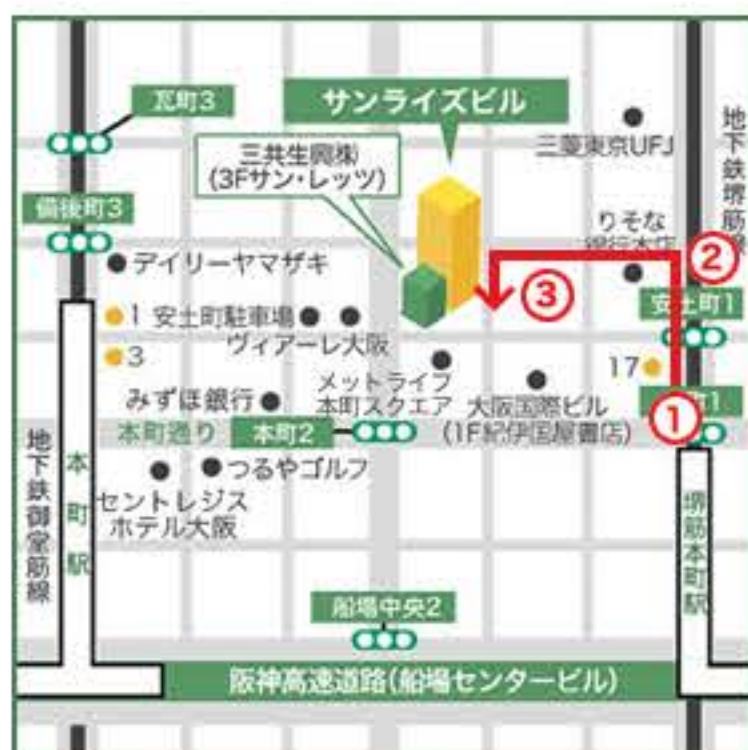 瓦町3
サンライズビル
三菱東京UFJ
地下鉄堺筋線
三共生興㈱
(3Fサン・レッツ)
備後町3
りそな
銀行本店
②
デイリーヤマザキ
③
安土町1
1
安土町駐車場
ヴィアーレ大阪
3
17
メットライフ
本町スクエア
みずほ銀行
大阪国際ビル
(1F紀伊国屋書店)
①
町1
本町通り
本町2
つるやゴルフ
セントレジス
ホテル大阪
地下鉄御堂筋線
本町駅
堺筋本町駅
船場中央2
阪神高速道路(船場センタービル)